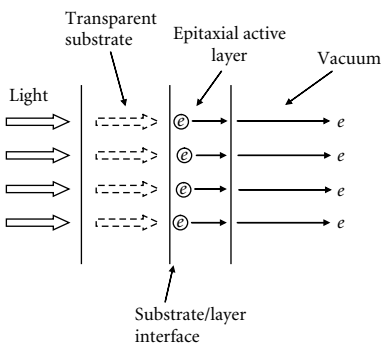 Transparent
substrate
Epitaxial active
layer
Vacuum
Light
e e
e e
e e
e e
Substrate/layer
interface